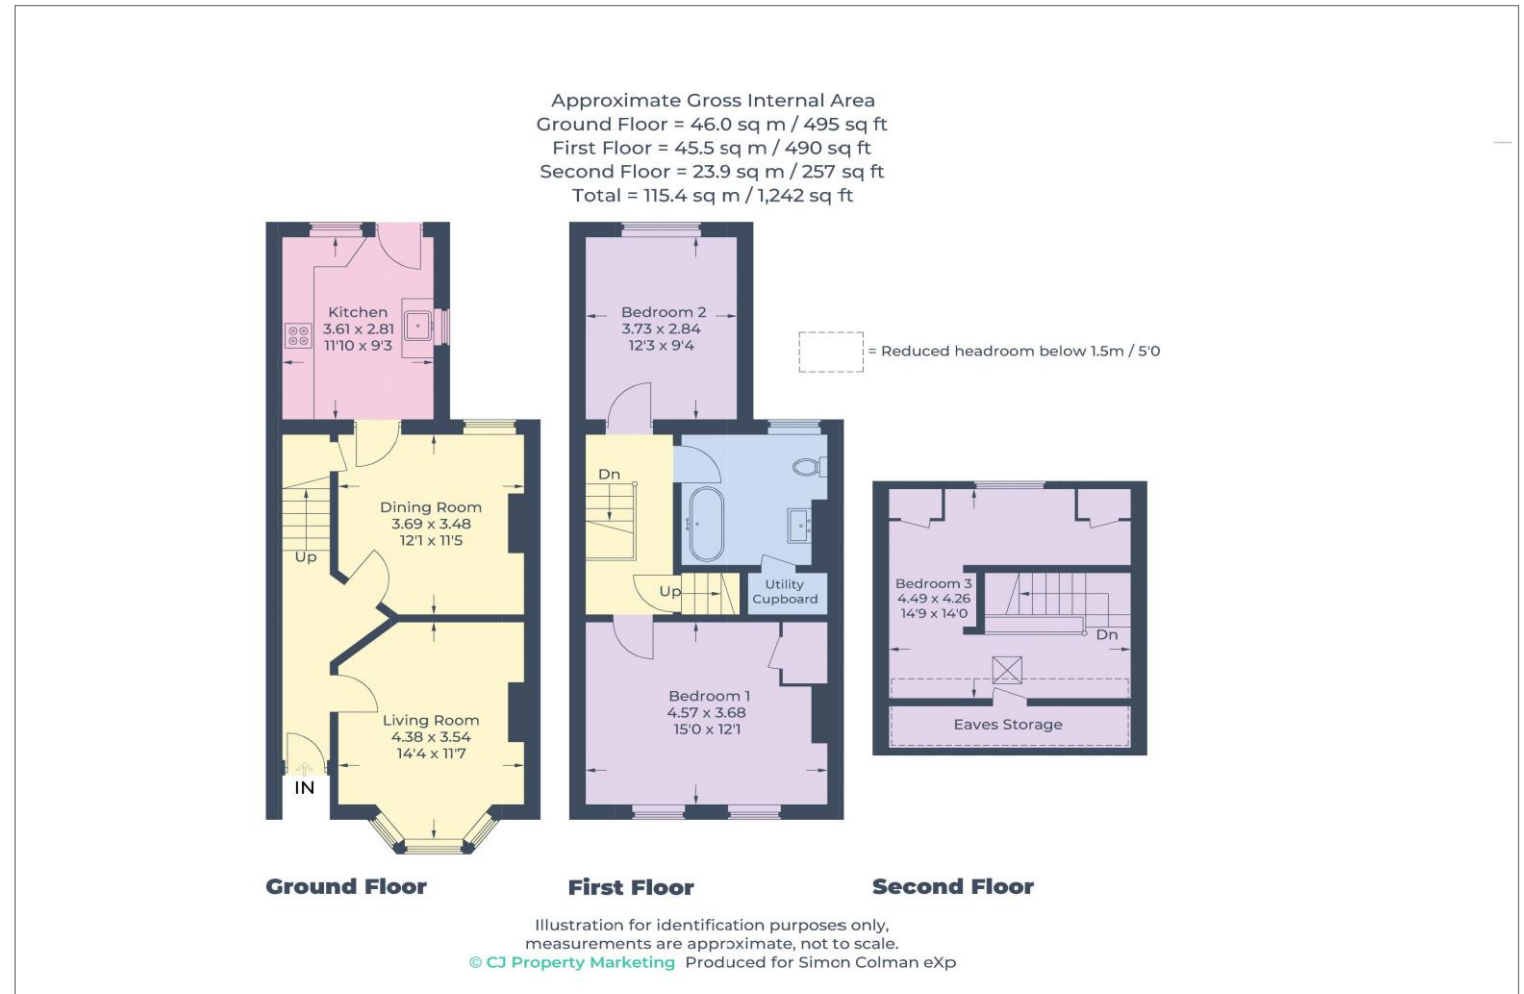 Approximate Gross Internal Area
Ground Floor = 46.0 sq m / 495 sq ft
First Floor = 45.5 sq m / 490 sq ft
Second Floor = 23.9 sq m / 257 sq ft
Total = 115.4 sq m / 1,242 sq ft
Kitchen
3.61 x 2.81
11'10 x 9'3
Dining Room
3.69 x 3.48
12'1 x 11'5
Up
Living Room
4.38 x 3.54
14'4 x 11'7
IN
Ground Floor
Bedroom 2
3.73 x 2.84
12'3 x 9'4
Dn
Up
Utility
Cupboard
Bedroom 1
4.57 x 3.68
15'0 x 12'1
First Floor
= Reduced headroom below 1.5m / 5'0
Bedroom 3
4.49 x 4.26
14'9 x 14'0
Dn
Eaves Storage
Second Floor
Illustration for identification purposes only,
measurements are approximate, not to scale.
© CJ Property Marketing Produced for Simon Colman eXp